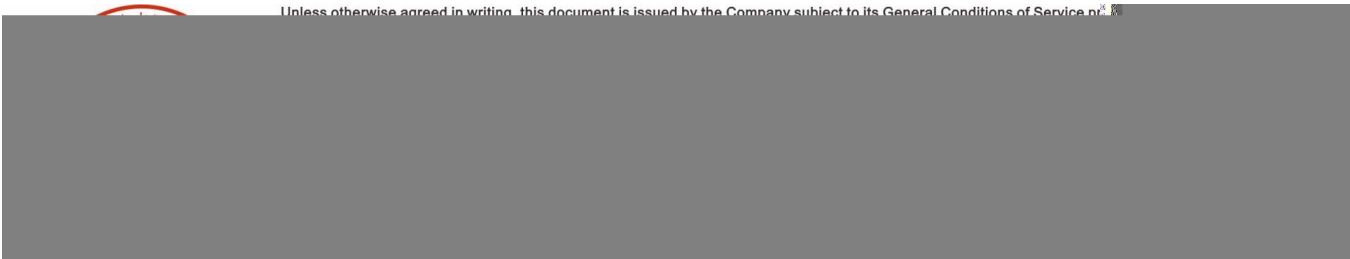 Unless otherwise agreed in writing, this document is issued by the Company subject to its General Conditions of Service